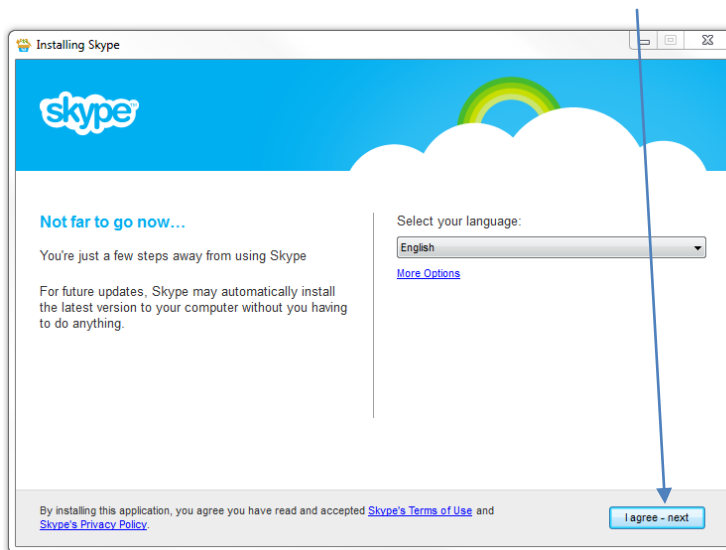 Installing Skype
skype
Not far to go now...
You're just a few steps away from using Skype
For future updates, Skype may automatically install
the latest version to your computer without you having
to do anything.
Select your language:
English
More Options
By installing this application, you agree you have read and accepted Skype's Terms of Use and
Skype's Privacy Policy.
I agree - next